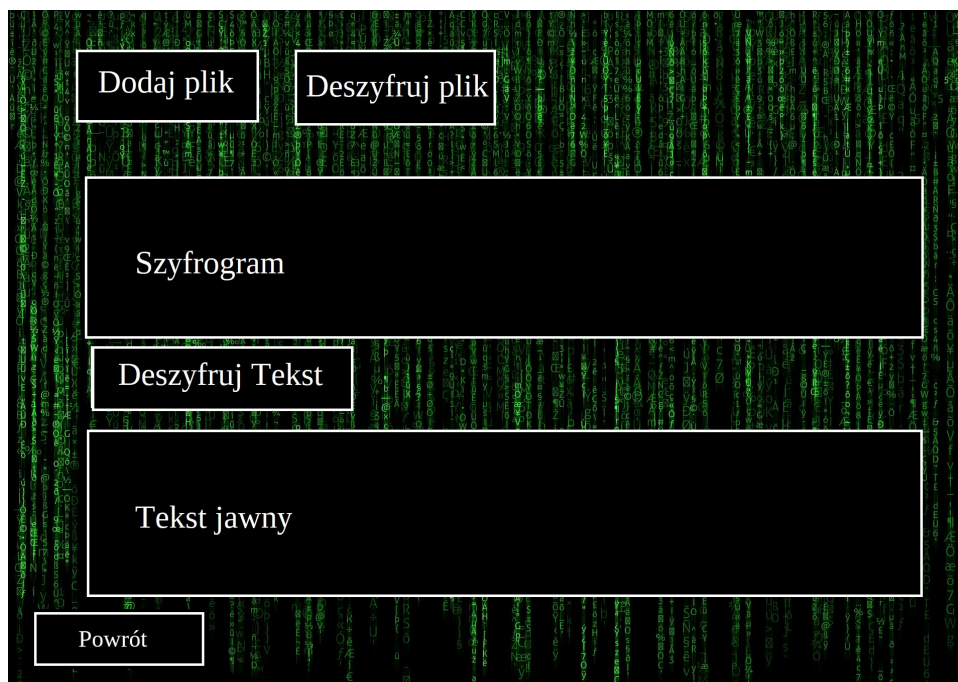 Dodaj plik
Deszyfruj plik
Szyfrogram
Deszyfruj Tekst
Tekst jawny
Powrót